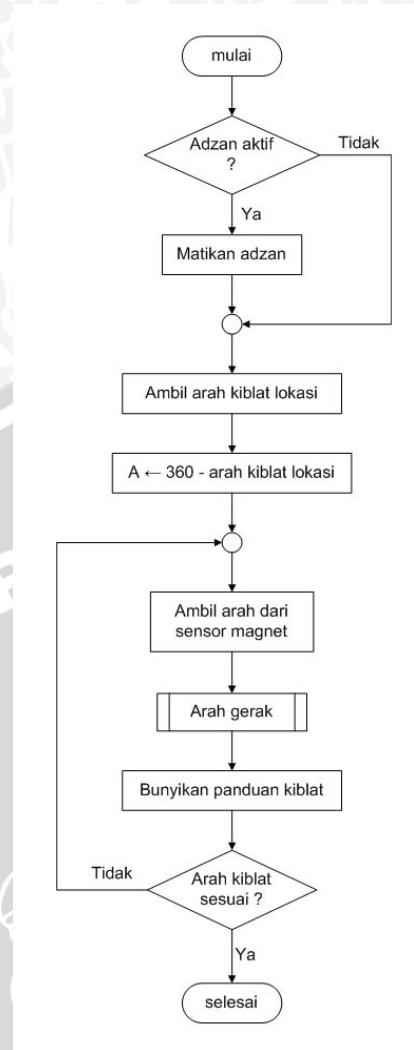 mulai
Adzan aktif
?
Tidak
Ya
Matikan adzan
Ambil arah kiblat lokasi
A ← 360 - arah kiblat lokasi
Ambil arah dari
sensor magnet
Arah gerak
Bunyikan panduan kiblat
Tidak
Arah kiblat
sesuai ?
Ya
selesai